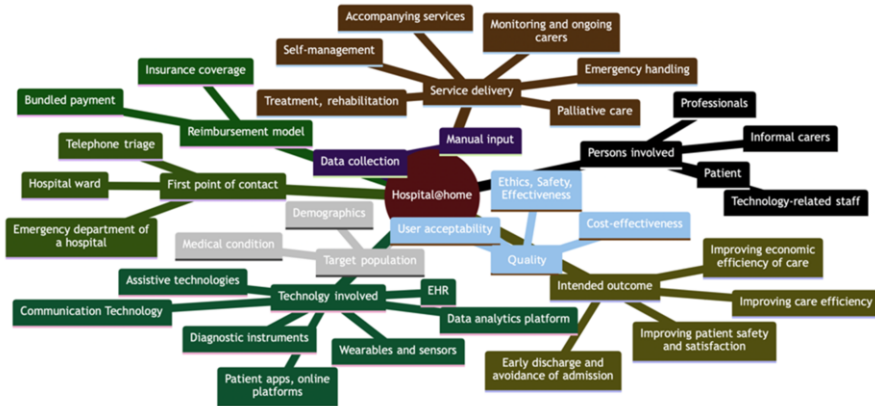 Accompanying services
Monitoring and ongoing
carers
Self-management
Emergency handling
Insurance coverage
Treatment, rehabilitation
Service delivery
Palliative care
Bundled payment
Professionals
Reimbursement model
Manual input
Informal carers
Telephone triage
Data collection
Persons involved
Patient
Hospital ward
First point of contact
Hospital@home
Ethics, Safety,
Effectiveness
Technology-related staff
Demographics
User acceptability
Cost-effectiveness
Emergency department of
a hospital
Medical condition
Target population
Quality
Improving economic
efficiency of care
Assistive technologies
Technolgy involved
EHR
Intended outcome
Improving care efficiency
Communication Technology
Data analytics platform
Diagnostic instruments
Wearables and sensors
Improving patient safety
and satisfaction
Early discharge and
avoidance of admission
Patient apps, online
platforms